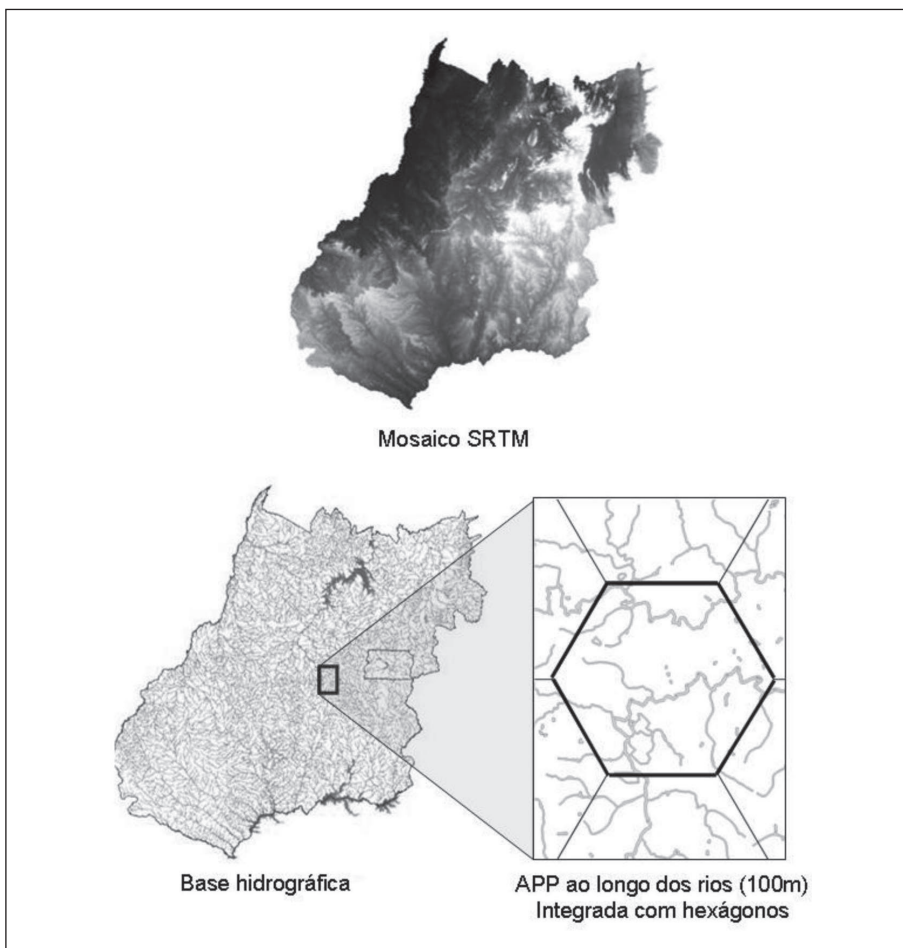 Mosaico SRTM
Base hidrográfica
APP ao longo dos rios (100m)
Integrada com hexágonos